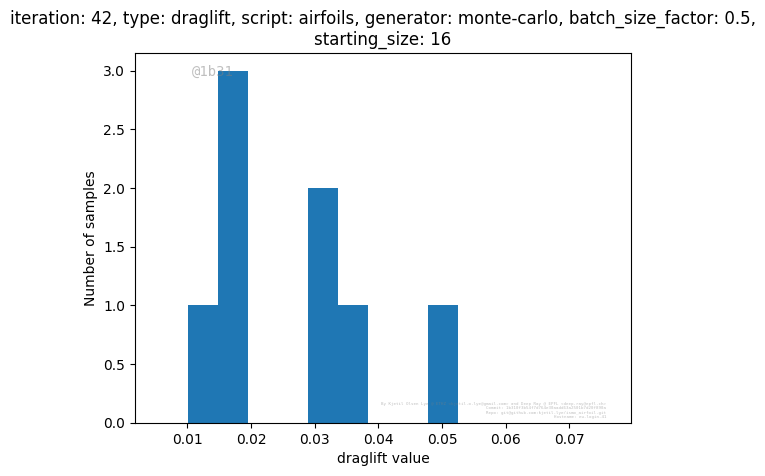 iteration: 42, type: draglift, script: airfoils, generator: monte-carlo, batch_size_factor: 0.5,
starting_size: 16
@1b31
3.0
2.5
2.0
1.5
1.0
0.5
0.0
Number of samples
0.01 0.02 0.03 0.04 0.05 0.06 0.07
draglift value